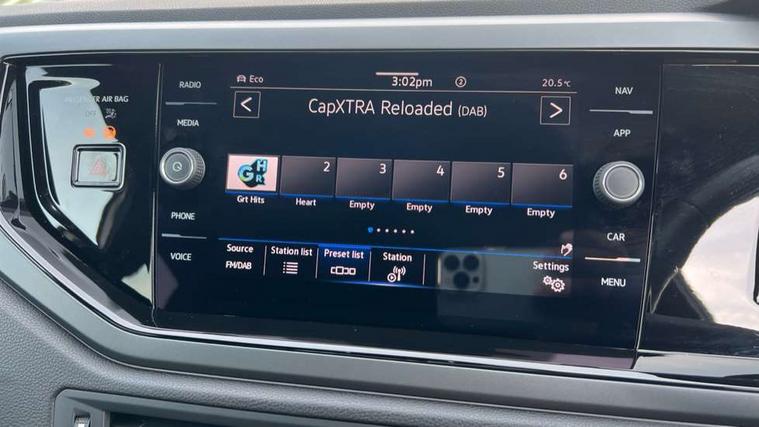 PASSENGER AIR BAG
OFF
RADIO
MEDIA
PHONE
VOICE
Eco
3:02pm
2
20.5°C
<
CapXTRA Reloaded (DAB)
>
G HRt
2
3
4
5
6
Grt Hits
Heart
Empty
Empty
Empty
Empty
Source
Station list
Preset list
Station
FM/DAB
Settings
NAV
APP
CAR
MENU